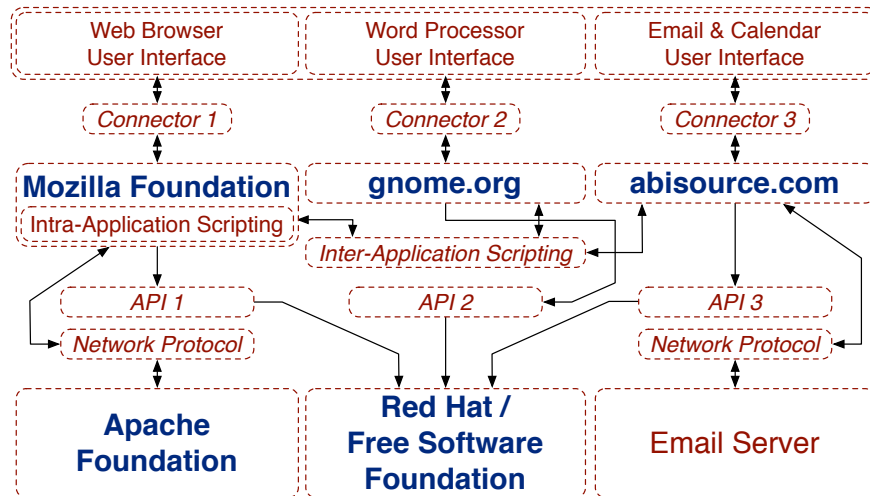 Web Browser
User Interface
Word Processor
User Interface
Email & Calendar
User Interface
Connector 1
Connector 2
Connector 3
Mozilla Foundation
gnome.org
abisource.com
Intra-Application Scripting
Inter-Application Scripting
API 1
API 2
API 3
Network Protocol
Network Protocol
Apache
Foundation
Red Hat /
Free Software
Foundation
Email Server